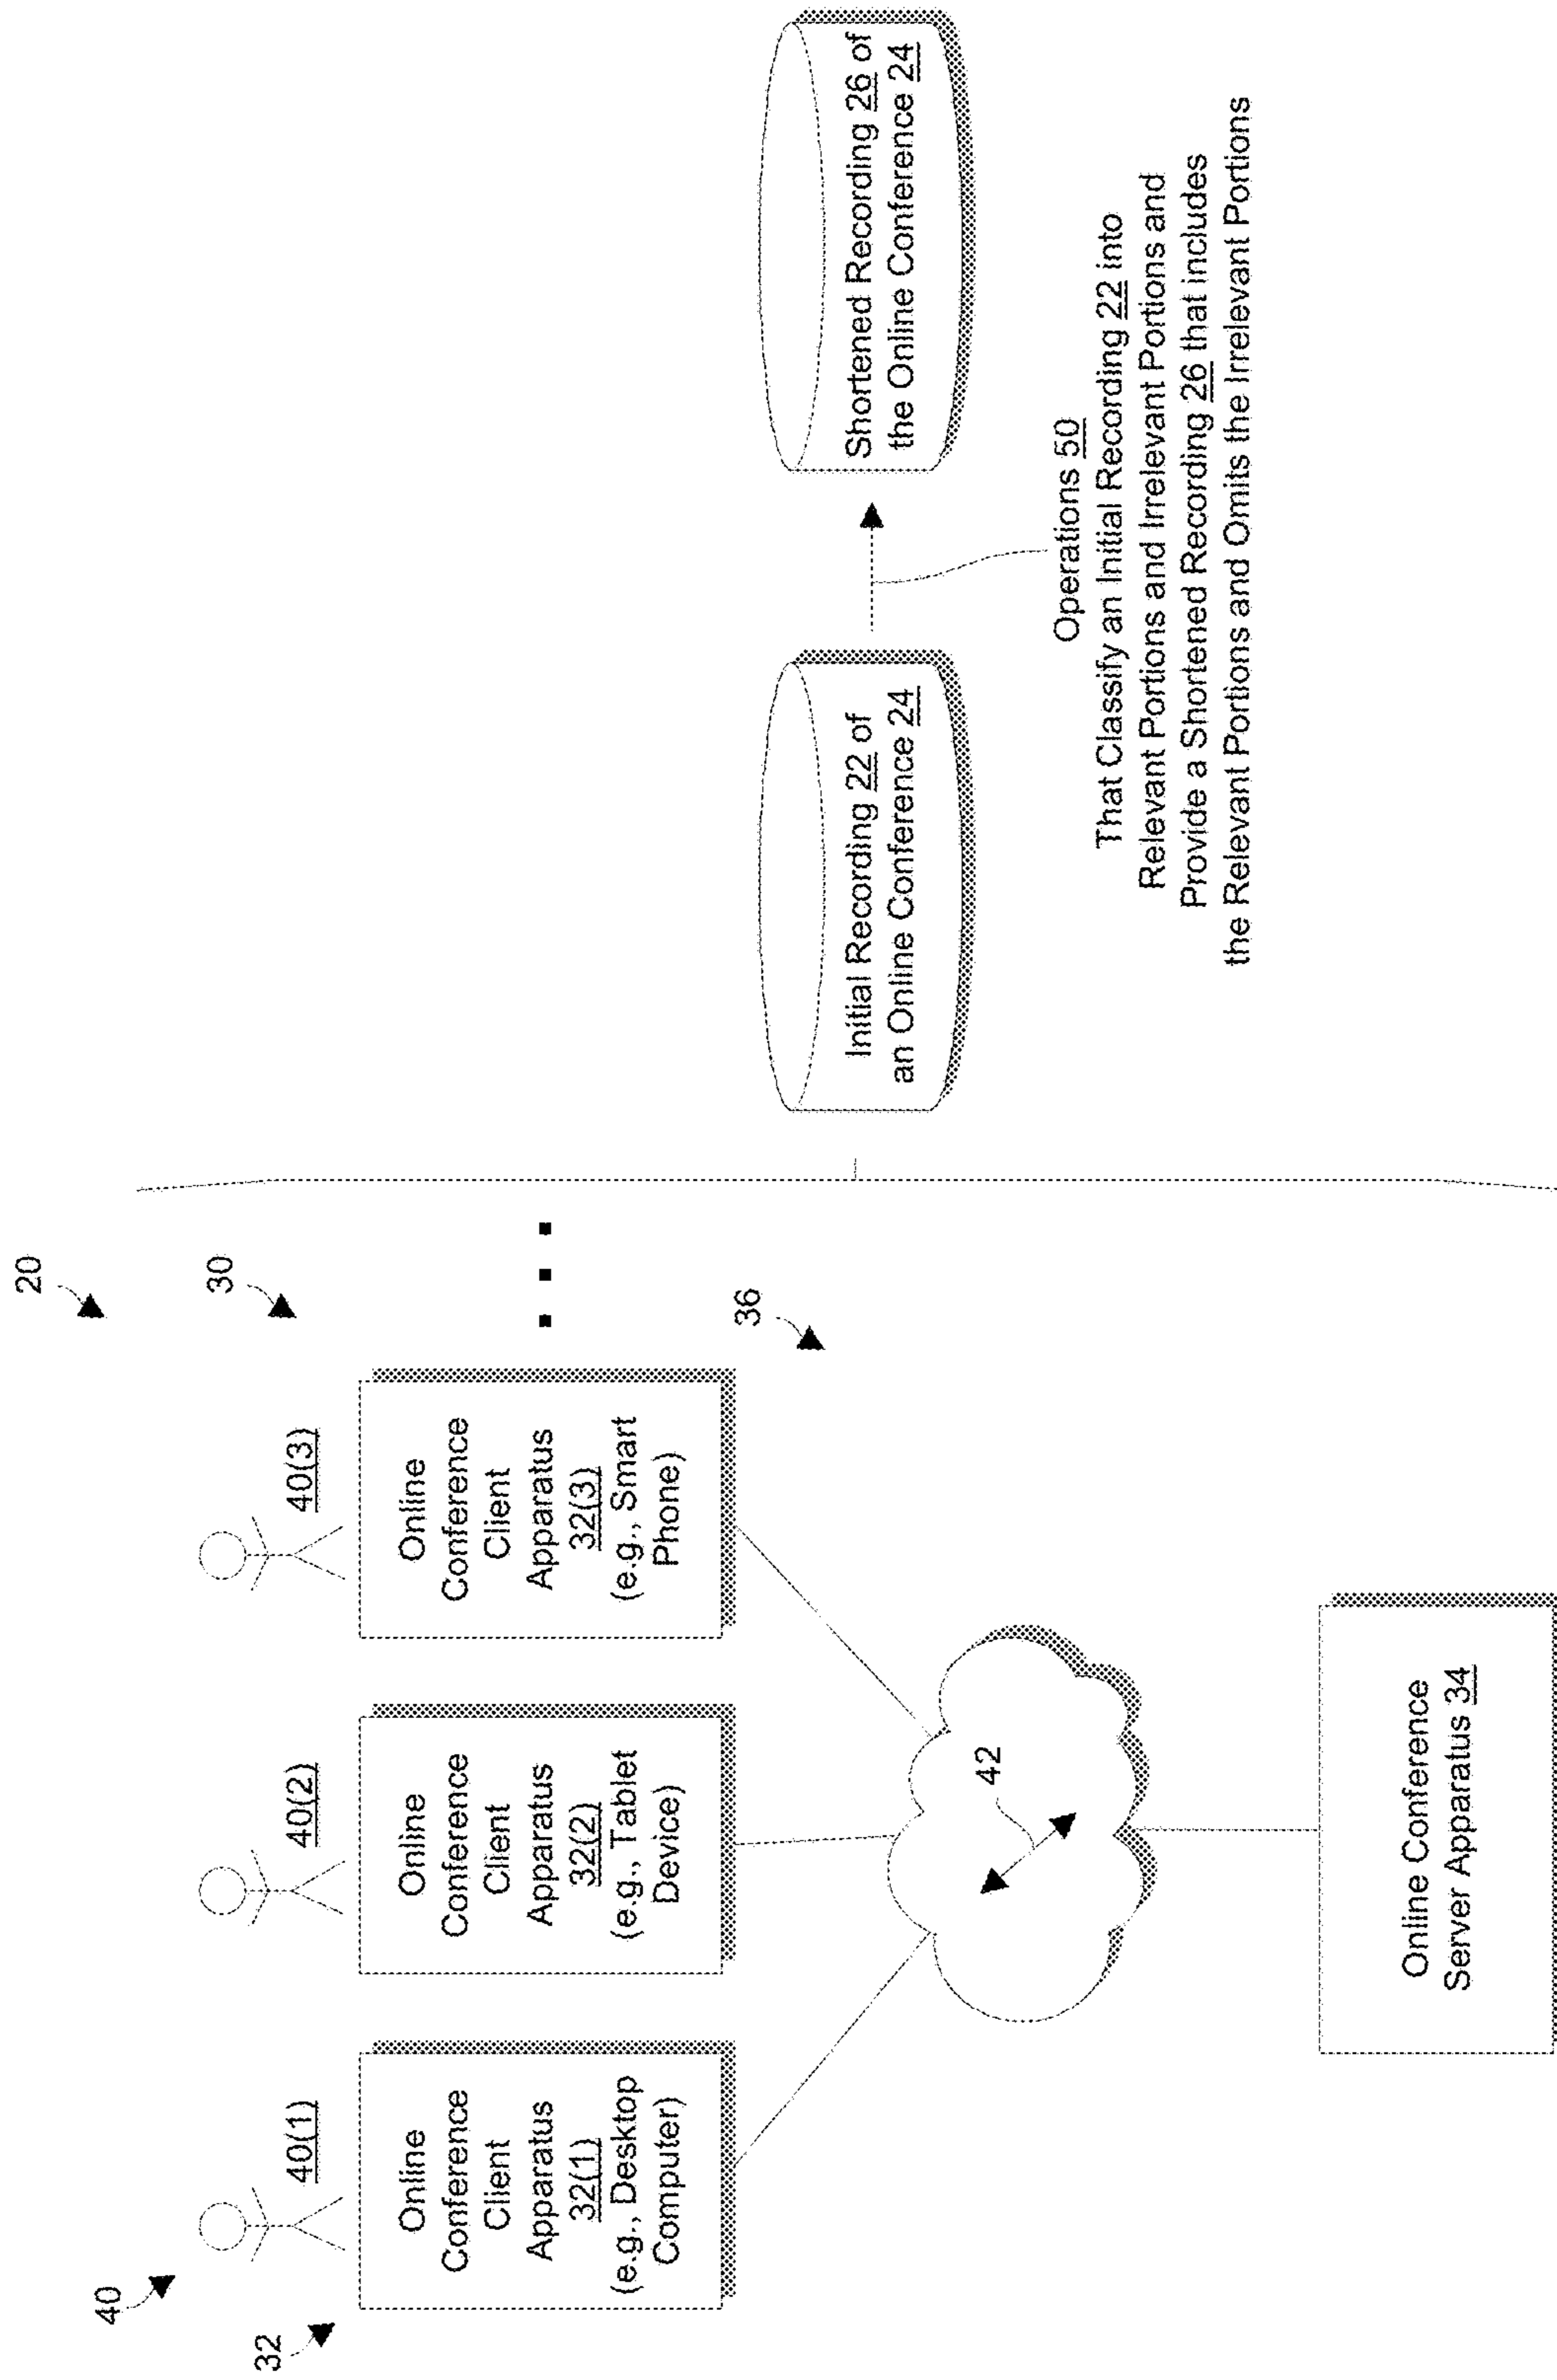 20
30
40
32
40(1)
40(2)
40(3)
Online
Conference
Client
Apparatus
32(1)
(e.g., Desktop
Computer)
Online
Conference
Client
Apparatus
32(2)
(e.g., Tablet
Device)
Online
Conference
Client
Apparatus
32(3)
(e.g., Smart
Phone)
36
42
Online Conference
Server Apparatus 34
Initial Recording 22 of
an Online Conference 24
Shortened Recording 26 of
the Online Conference 24
Operations 50
That Classify an Initial Recording 22 into
Relevant Portions and Irrelevant Portions and
Provide a Shortened Recording 26 that includes
the Relevant Portions and Omits the Irrelevant Portions